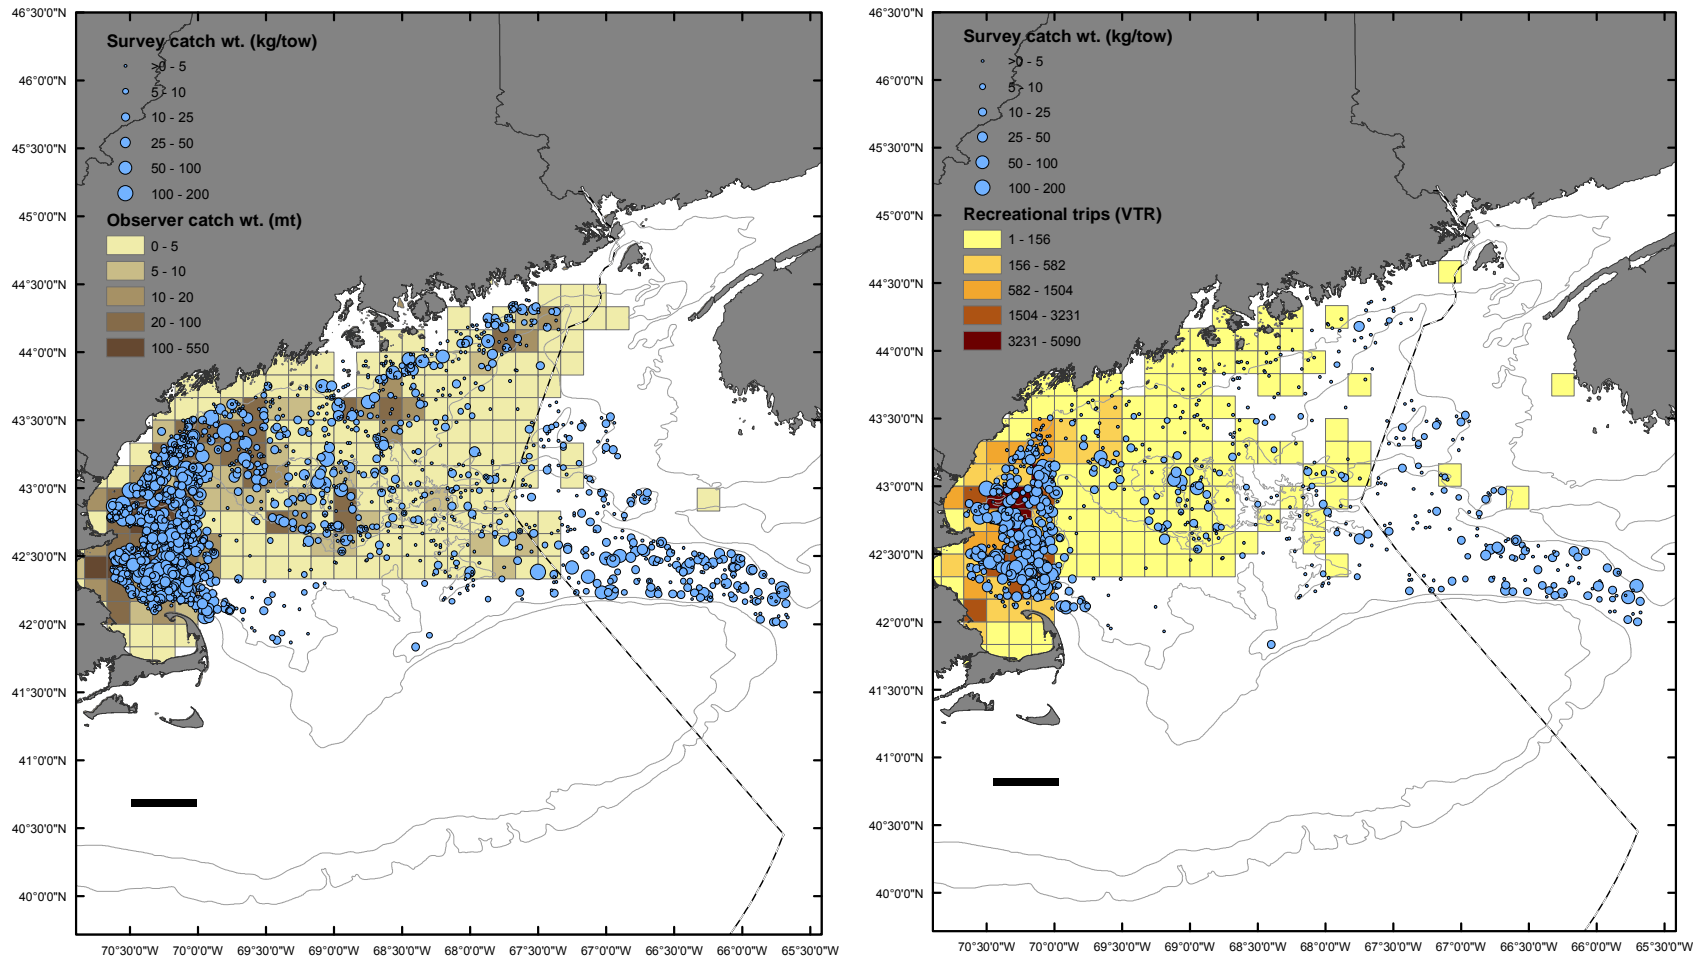 Survey catch wt. (kg/tow)
>0 - 5
5 - 10
10 - 25
25 - 50
50 - 100
100 - 200
Observer catch wt. (mt)
0 - 5
5 - 10
10 - 20
20 - 100
100 - 550
46°30'0"N
46°0'0"N
45°30'0"N
45°0'0"N
44°30'0"N
44°0'0"N
43°30'0"N
43°0'0"N
42°30'0"N
42°0'0"N
41°30'0"N
41°0'0"N
40°30'0"N
40°0'0"N
70°30'0"W 70°0'0"W 69°30'0"W 69°0'0"W 68°30'0"W 68°0'0"W 67°30'0"W 67°0'0"W 66°30'0"W 66°0'0"W 65°30'0"W
Survey catch wt. (kg/tow)
>0 - 5
5 - 10
10 - 25
25 - 50
50 - 100
100 - 200
Recreational trips (VTR)
1 - 156
156 - 582
582 - 1504
1504 - 3231
3231 - 5090
46°30'0"N
46°0'0"N
45°30'0"N
45°0'0"N
44°30'0"N
44°0'0"N
43°30'0"N
43°0'0"N
42°30'0"N
42°0'0"N
41°30'0"N
41°0'0"N
40°30'0"N
40°0'0"N
70°30'0"W 70°0'0"W 69°30'0"W 69°0'0"W 68°30'0"W 68°0'0"W 67°30'0"W 67°0'0"W 66°30'0"W 66°0'0"W 65°30'0"W